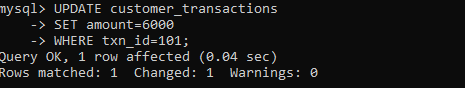 mysql> UPDATE customer_transactions
    -> SET amount=6000
    -> WHERE txn_id=101;
Query OK, 1 row affected (0.04 sec)
Rows matched: 1  Changed: 1  Warnings: 0